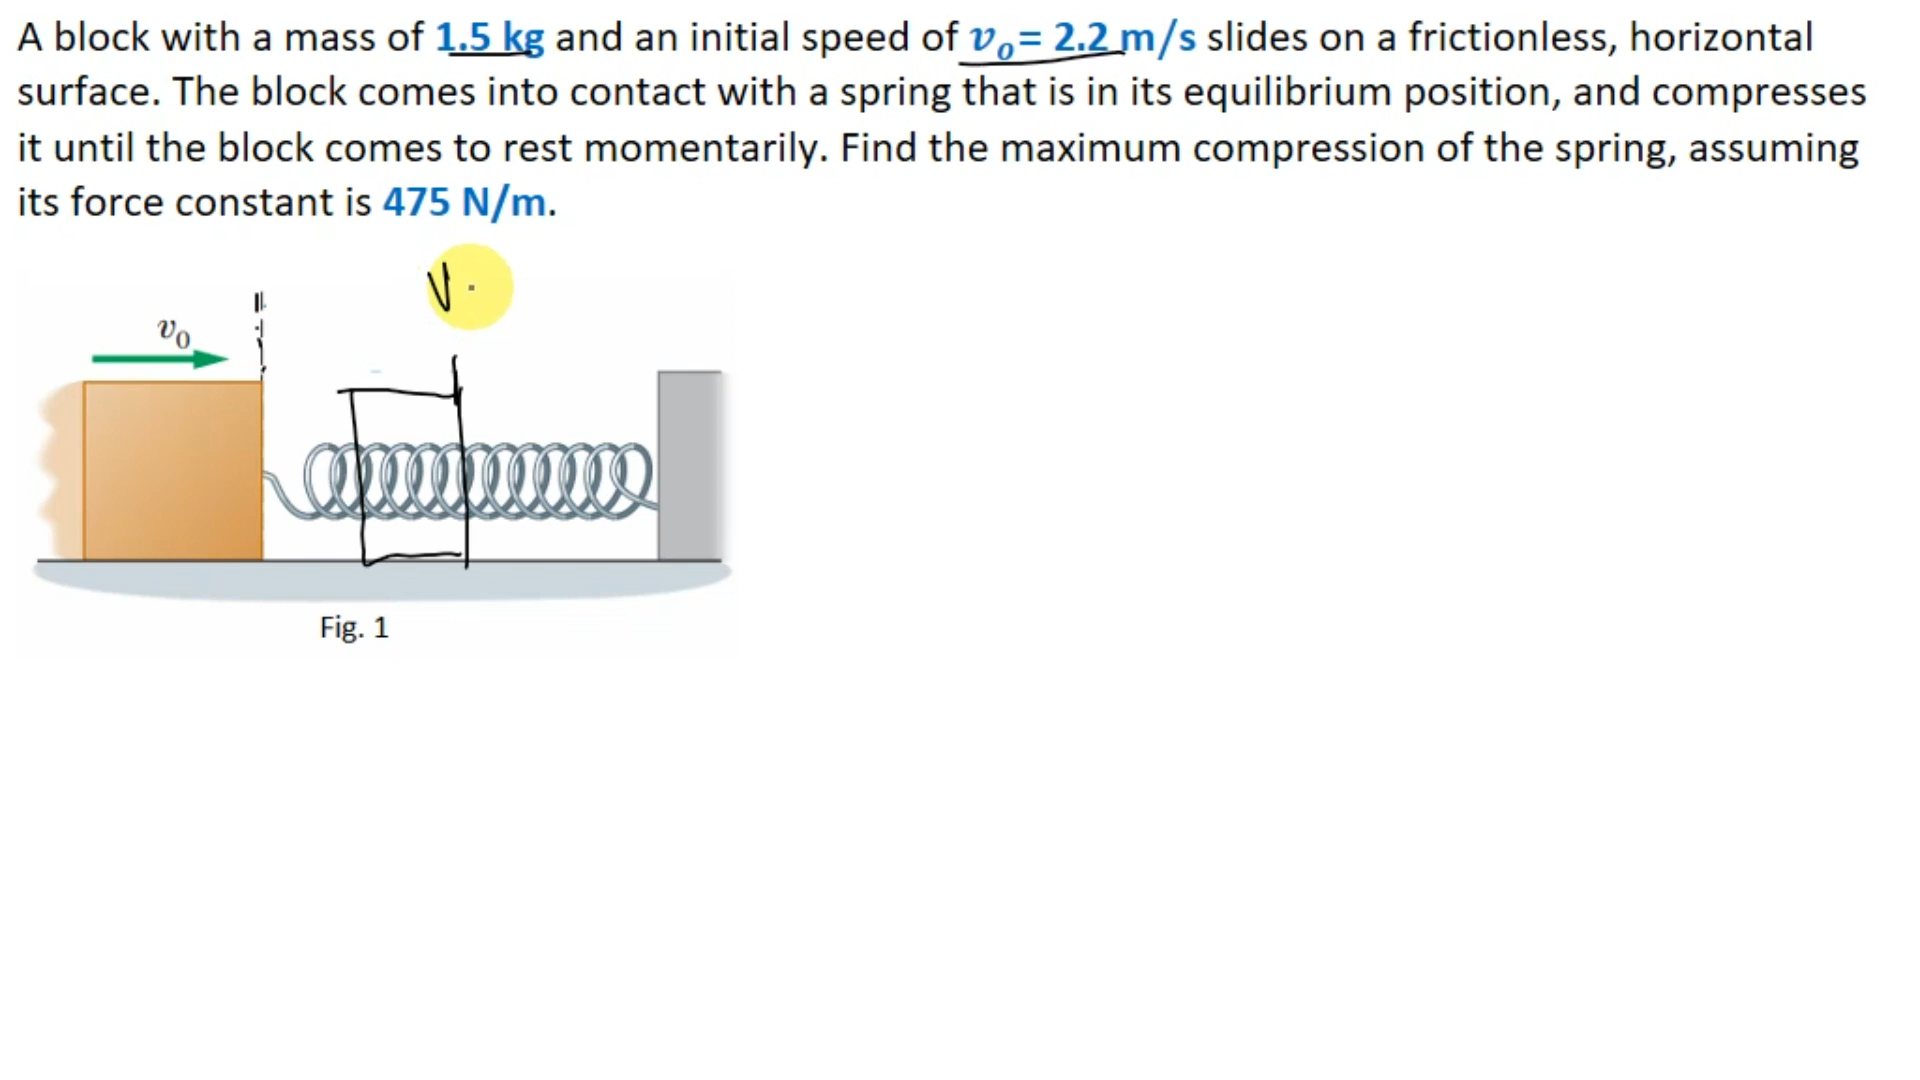 A block with a mass of 1.5 kg and an initial speed of vₒ= 2.2 m/s slides on a frictionless, horizontal
surface. The block comes into contact with a spring that is in its equilibrium position, and compresses
it until the block comes to rest momentarily. Find the maximum compression of the spring, assuming
its force constant is 475 N/m.
V
v₀
Fig. 1